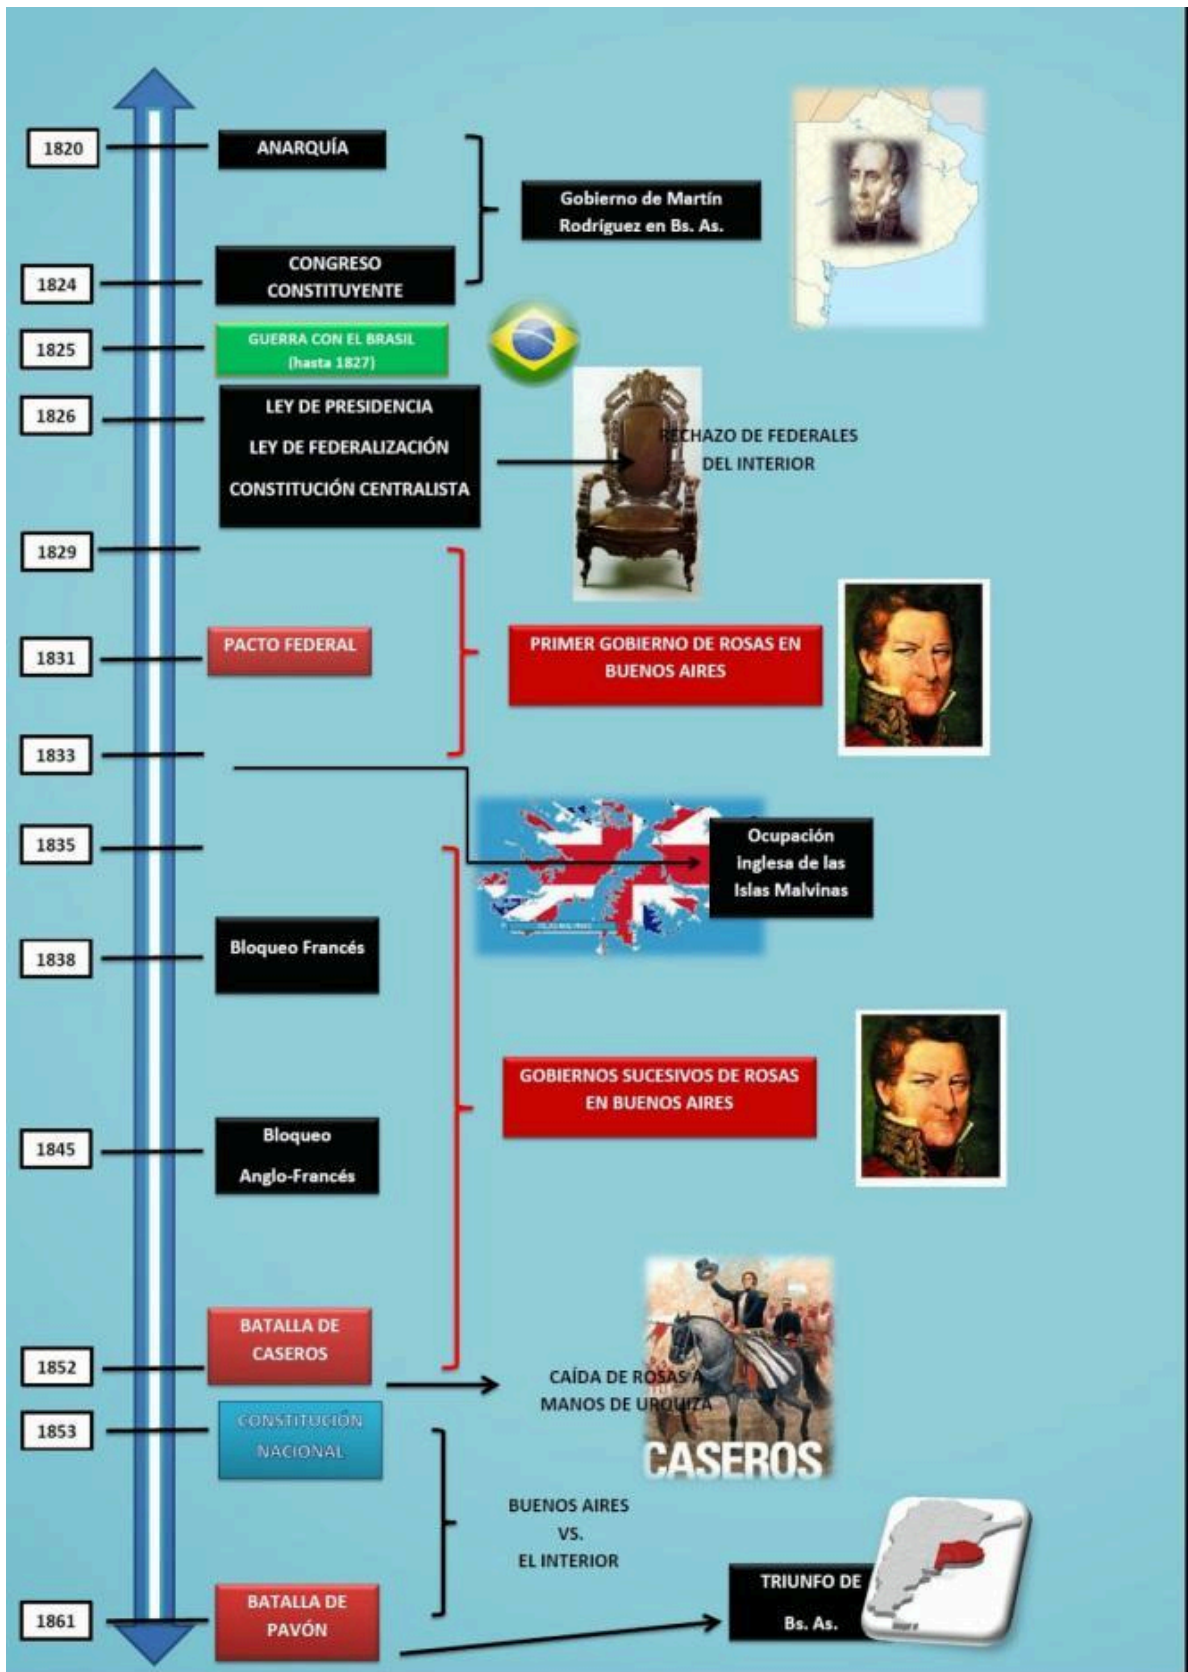 1820
ANARQUÍA
Gobierno de Martín
Rodríguez en Bs. As.
1824
CONGRESO
CONSTITUYENTE
1825
GUERRA CON EL BRASIL
(hasta 1827)
1826
LEY DE PRESIDENCIA
LEY DE FEDERALIZACIÓN
CONSTITUCIÓN CENTRALISTA
RECHAZO DE FEDERALES
DEL INTERIOR
1829
1831
PACTO FEDERAL
PRIMER GOBIERNO DE ROSAS EN
BUENOS AIRES
1833
Ocupación
inglesa de las
Islas Malvinas
1835
1838
Bloqueo Francés
GOBIERNOS SUCESIVOS DE ROSAS
EN BUENOS AIRES
1845
Bloqueo
Anglo-Francés
1852
BATALLA DE
CASEROS
CAÍDA DE ROSAS A
MANOS DE URQUIZA
CASEROS
1853
CONSTITUCIÓN
NACIONAL
BUENOS AIRES
VS.
EL INTERIOR
1861
BATALLA DE
PAVÓN
TRIUNFO DE
Bs. As.